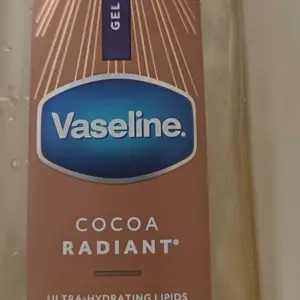 GEL
Vaseline.
COCOA
RADIANT®
ULTRA-HYDRATING LIPIDS